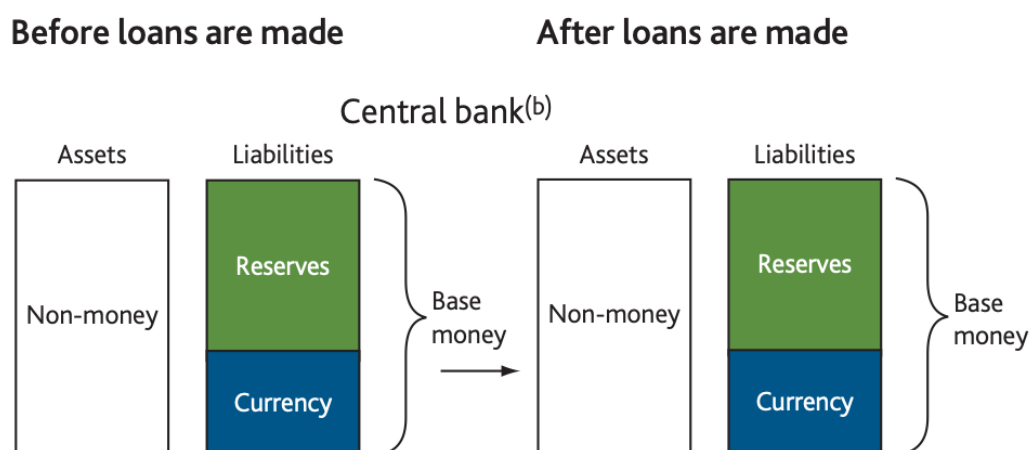 Before loans are made
After loans are made
Central bank(b)
Assets
Liabilities
Assets
Liabilities
Reserves
Reserves
Non-money
Base
money
Non-money
Base
money
Currency
Currency